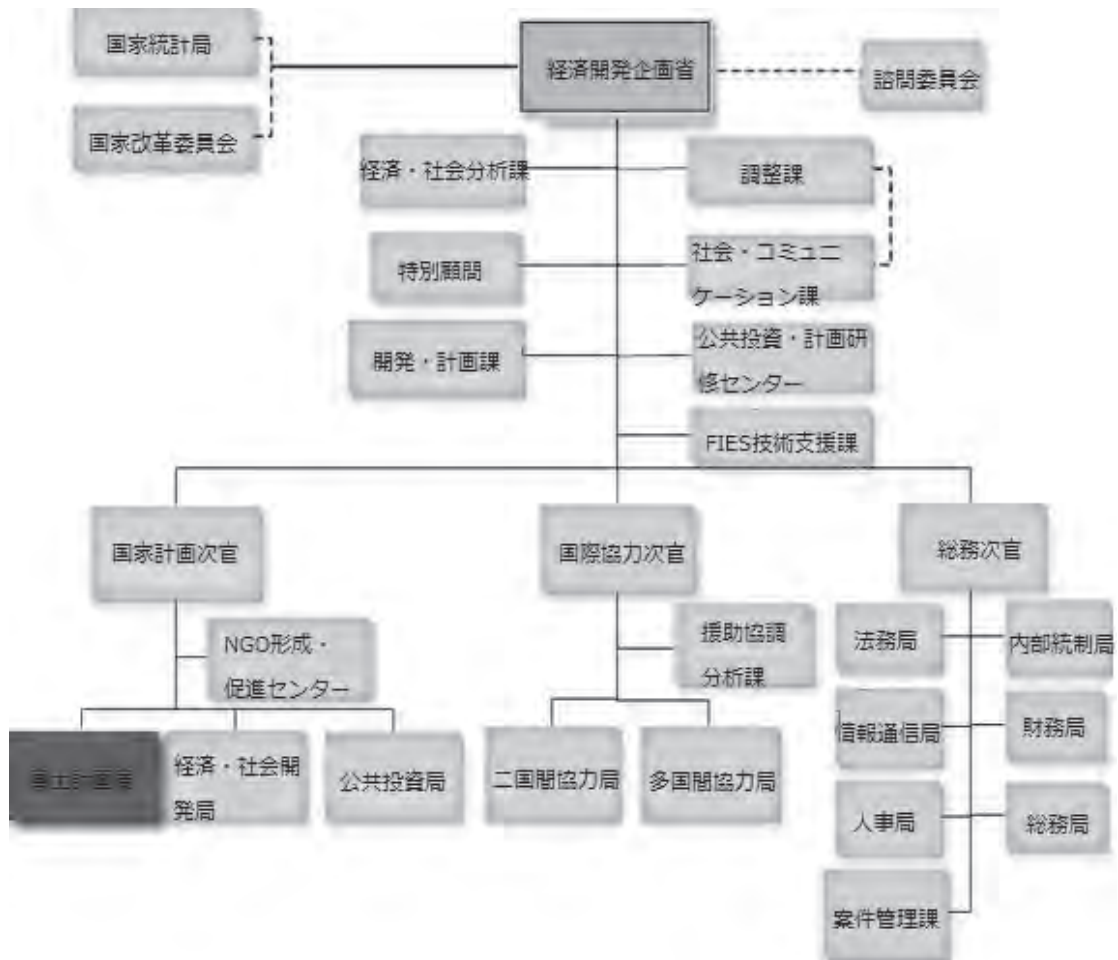 国家統計局
経済開発企画省
諮問委員会
国家改革委員会
経済・社会分析課
調整課
特別顧問
社会・コミュニ
ケーション課
開発・計画課
公共投資・計画研
修センター
FIES技術支援課
国家計画次官
国際協力次官
総務次官
NGO形成・
促進センター
援助協調
分析課
法務局
内部統制局
情報通信局
財務局
経済・社会開
発局
公共投資局
二国間協力局
多国間協力局
人事局
総務局
案件管理課